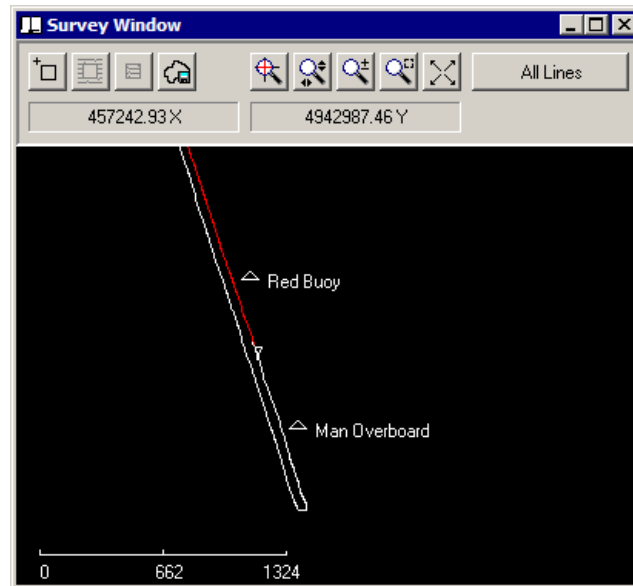 Survey Window
All Lines
457242.93 X
4942987.46 Y
Red Buoy
Man Overboard
0
662
1324